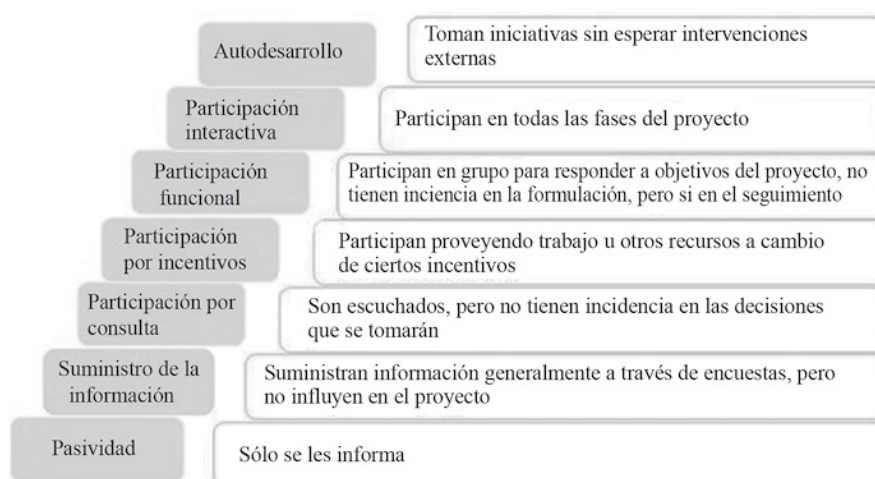 Autodesarrollo
Toman iniciativas sin esperar intervenciones
externas
Participación
interactiva
Participan en todas las fases del proyecto
Participación
funcional
Participan en grupo para responder a objetivos del proyecto, no
tienen inciencia en la formulación, pero si en el seguimiento
Participación
por incentivos
Participan proveyendo trabajo u otros recursos a cambio
de ciertos incentivos
Participación por
consulta
Son escuchados, pero no tienen incidencia en las decisiones
que se tomarán
Suministro de la
información
Suministran información generalmente a través de encuestas, pero
no influyen en el proyecto
Pasividad
Sólo se les informa